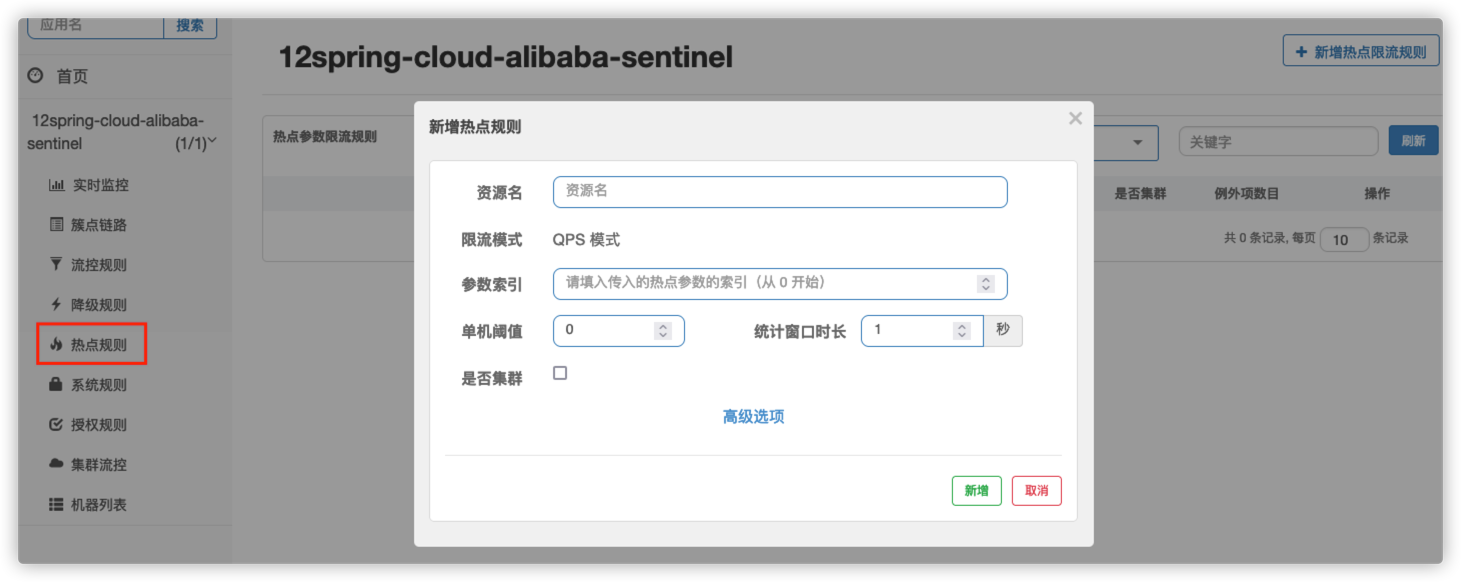 应用名 搜索
首页
12spring-cloud-alibaba-
sentinel (1/1)
实时监控
簇点链路
流控规则
降级规则
热点规则
系统规则
授权规则
集群流控
机器列表
12spring-cloud-alibaba-sentinel
新增热点限流规则
热点参数限流规则
关键字 刷新
是否集群 例外项数目 操作
共 0 条记录, 每页 10 条记录
新增热点规则
资源名 资源名
限流模式 QPS 模式
参数索引 请填入传入的热点参数的索引（从 0 开始）
单机阈值 0 统计窗口时长 1 秒
是否集群
高级选项
新增 取消